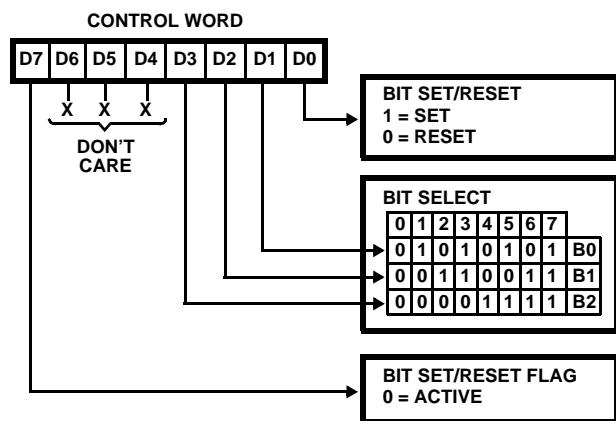 CONTROL WORD
D7 D6 D5 D4 D3 D2 D1 D0
X X X
DON'T
CARE
BIT SET/RESET
1 = SET
0 = RESET
BIT SELECT
0 1 2 3 4 5 6 7
0 1 0 1 0 1 0 1 B0
0 0 1 1 0 0 1 1 B1
0 0 0 0 1 1 1 1 B2
BIT SET/RESET FLAG
0 = ACTIVE